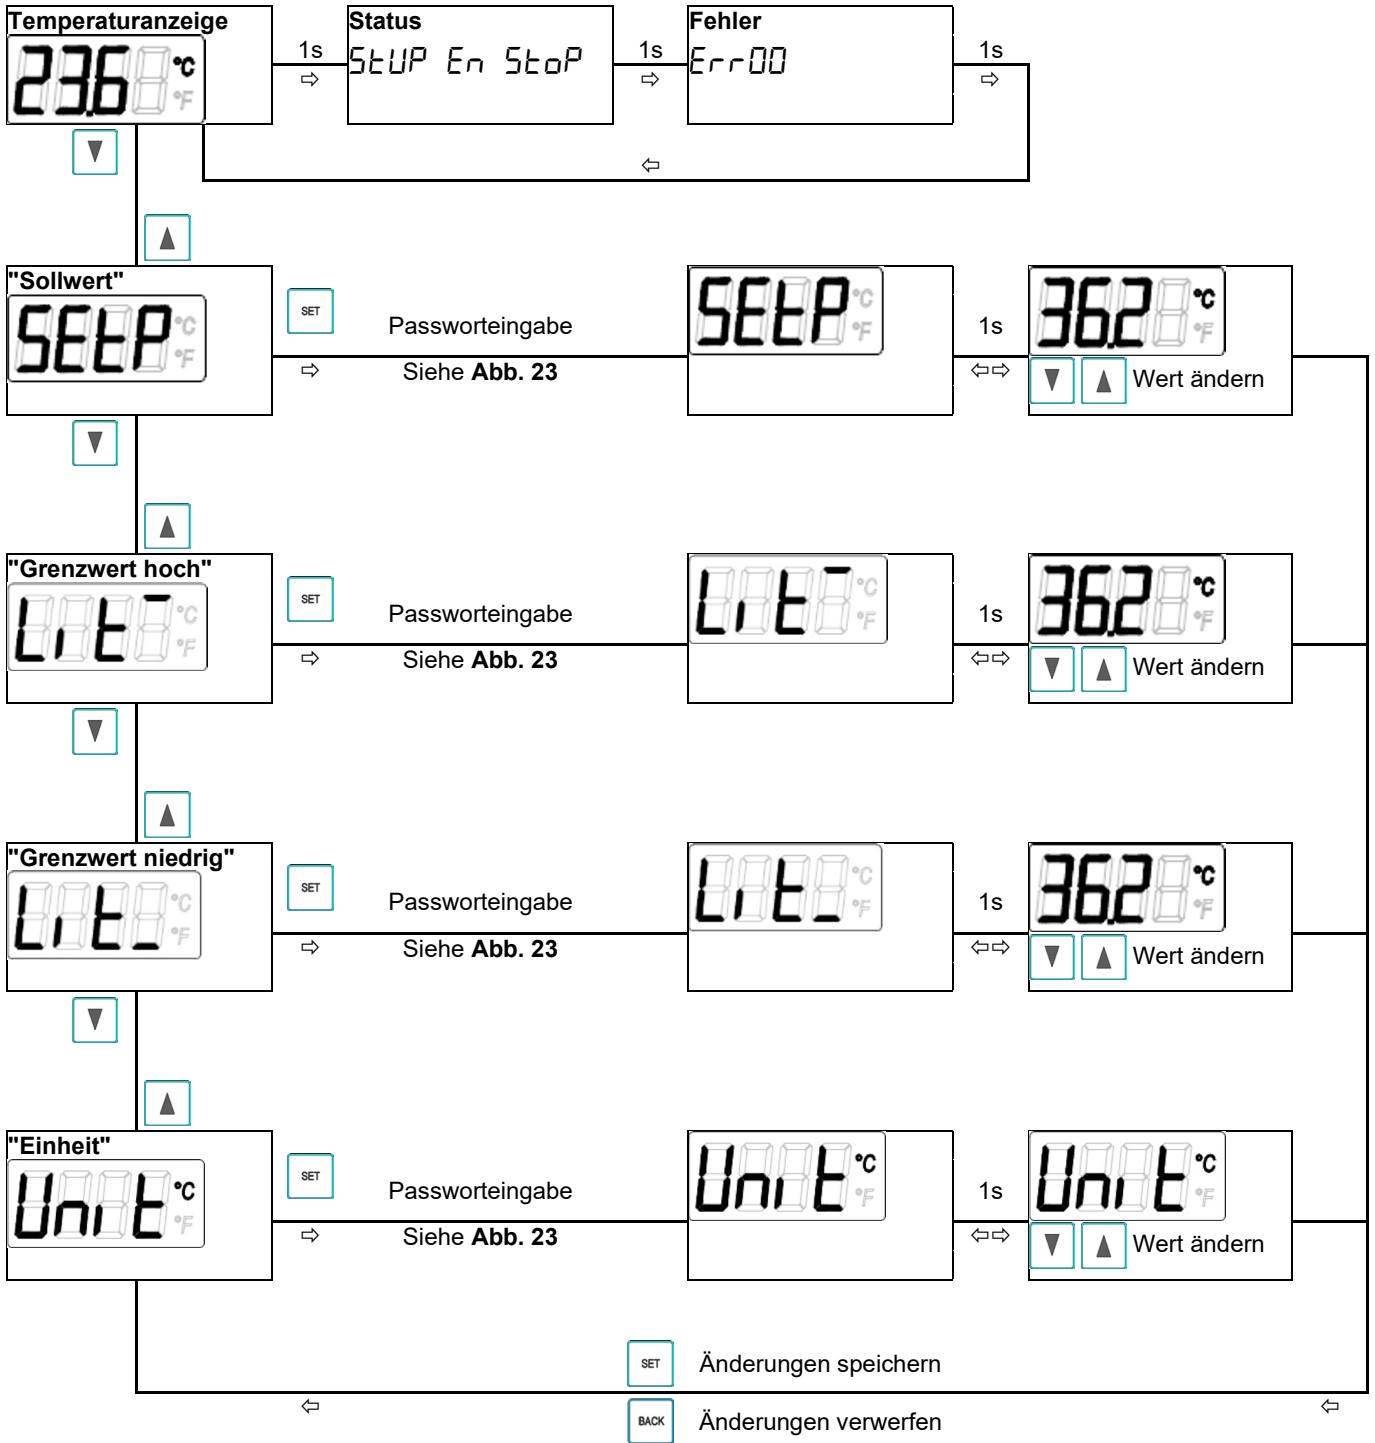 Temperaturanzeige
23.6 °C °F
1s
Status
StUP En StoP
1s
Fehler
Err00
1s
"Sollwert"
SEtP °C °F
SET
Passworteingabe
Siehe Abb. 23
SEtP °C °F
1s
36.2 °C °F
Wert ändern
"Grenzwert hoch"
Lit¯ °C °F
SET
Passworteingabe
Siehe Abb. 23
Lit¯ °C °F
1s
36.2 °C °F
Wert ändern
"Grenzwert niedrig"
Lit_ °C °F
SET
Passworteingabe
Siehe Abb. 23
Lit_ °C °F
1s
36.2 °C °F
Wert ändern
"Einheit"
Unit °C °F
SET
Passworteingabe
Siehe Abb. 23
Unit °C °F
1s
Unit °C °F
Wert ändern
SET Änderungen speichern
BACK Änderungen verwerfen